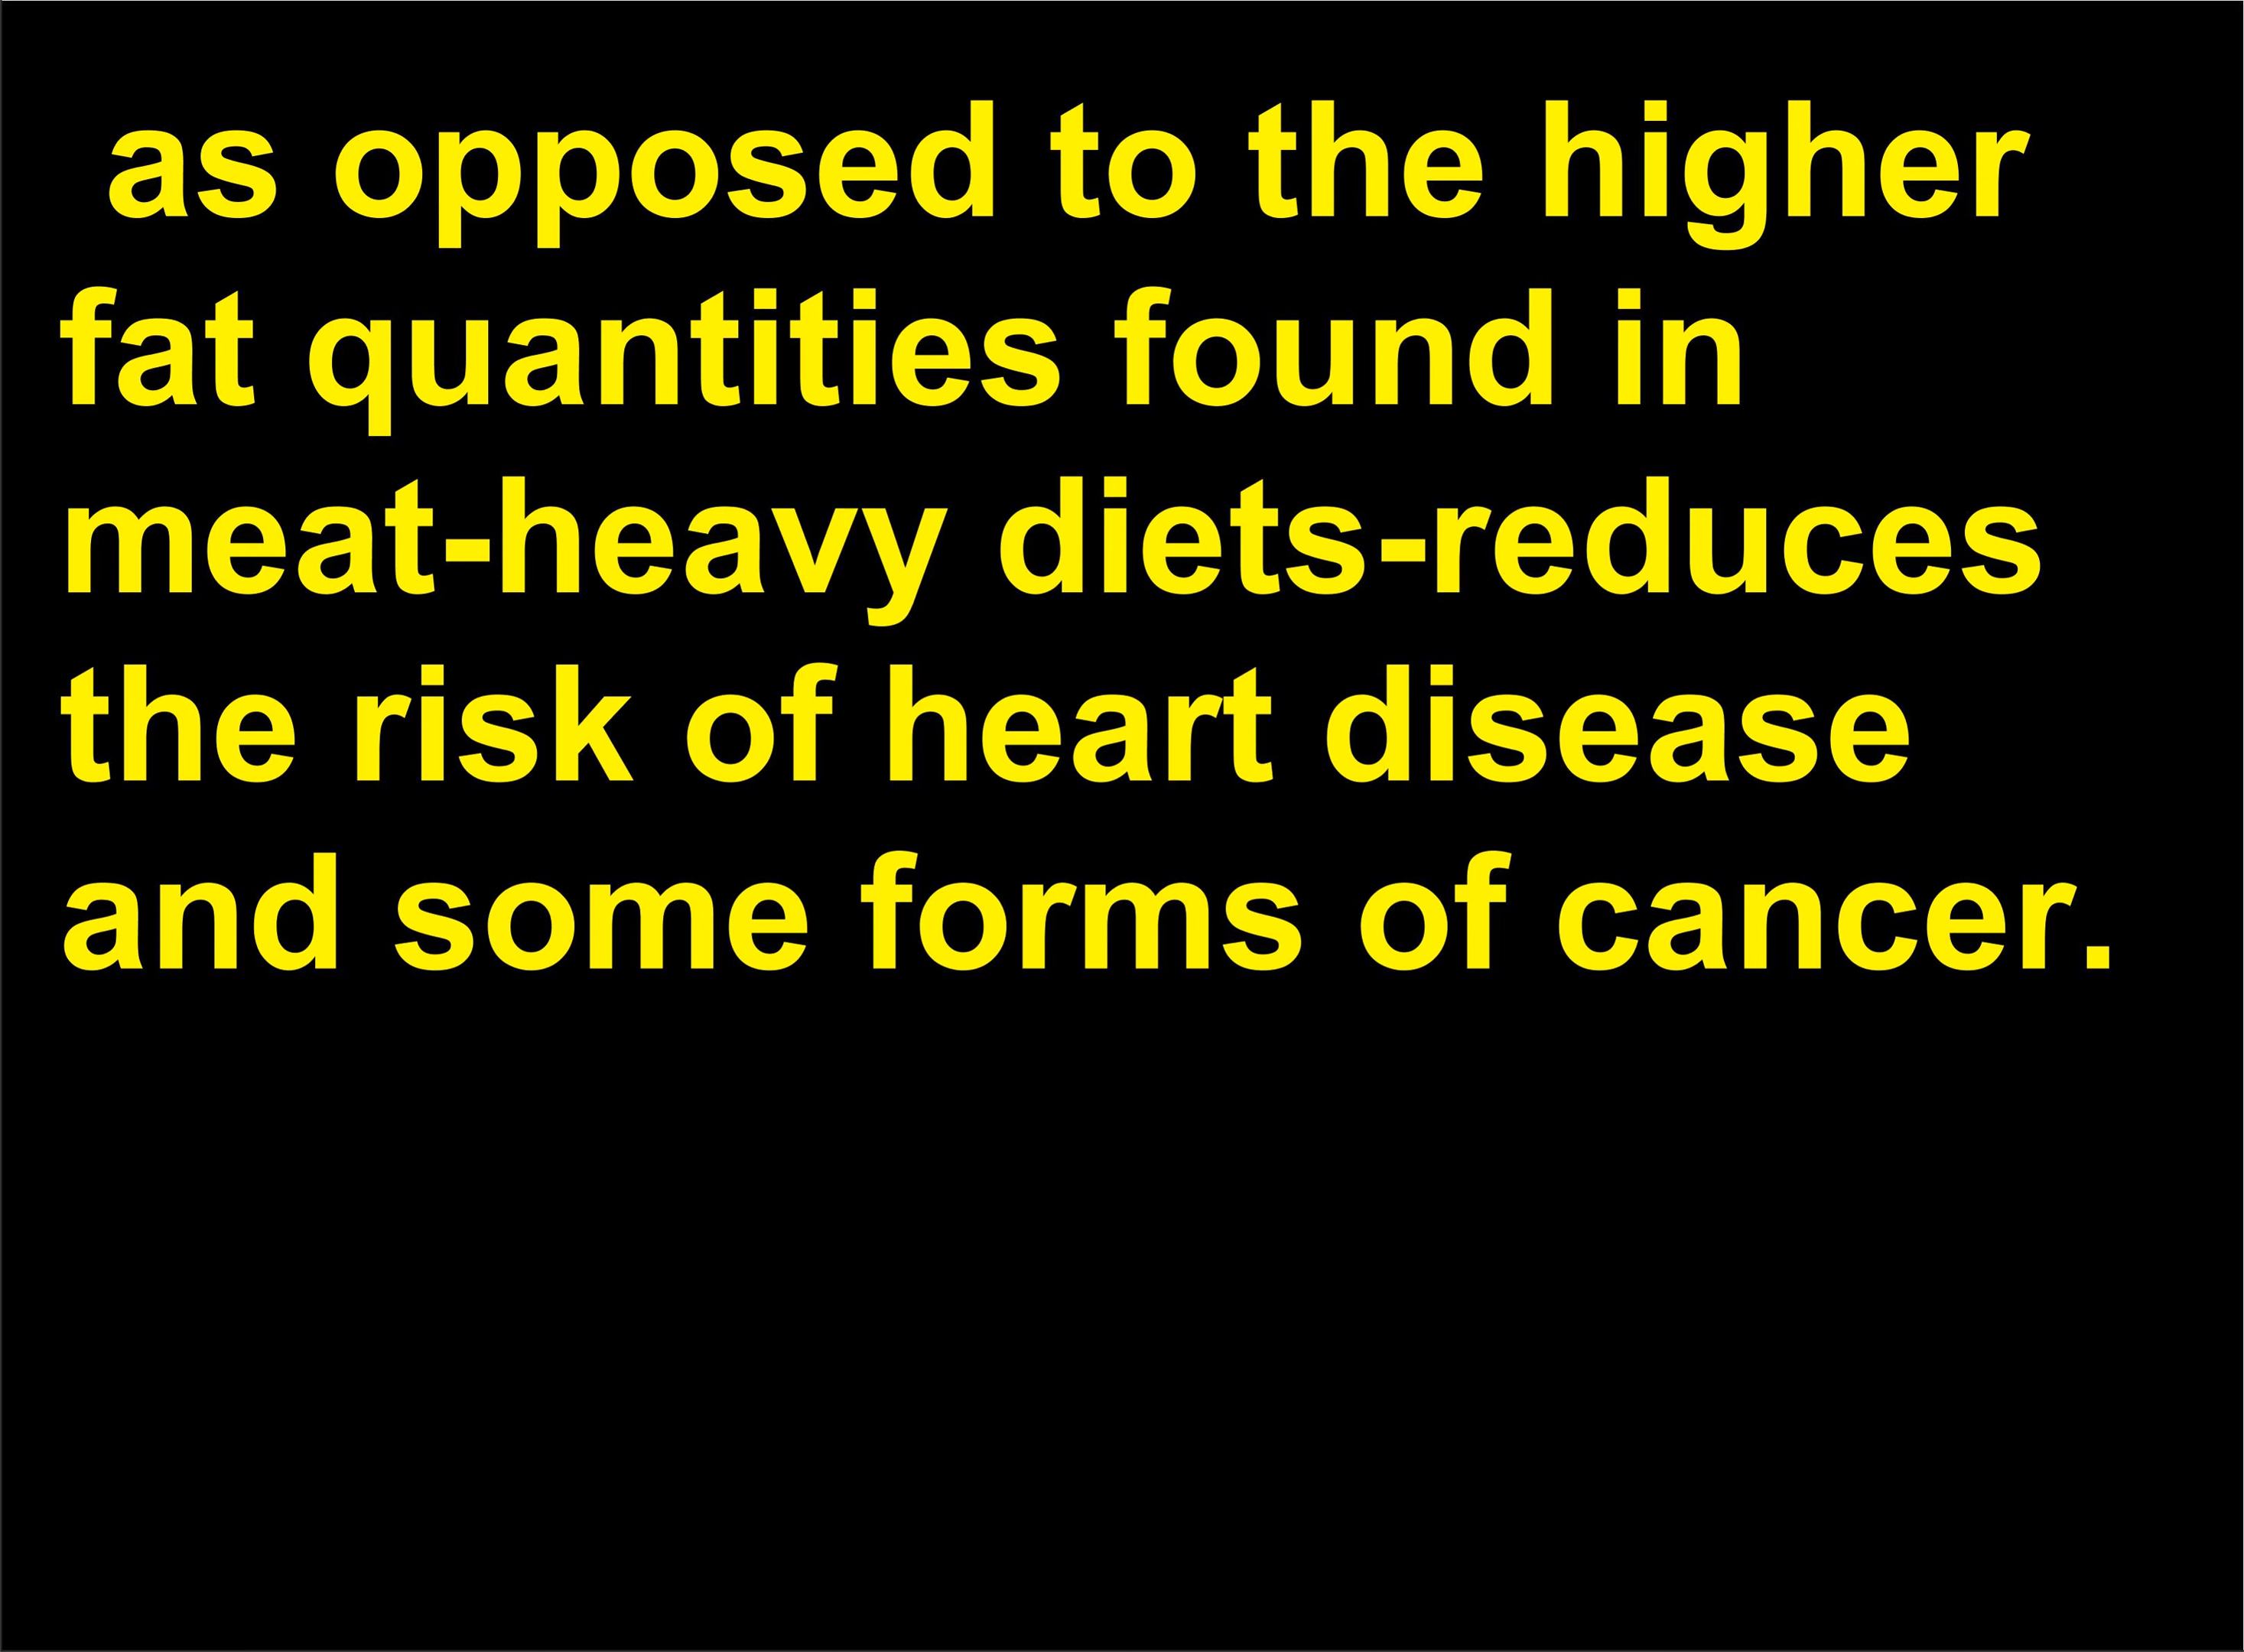 as opposed to the higher
fat quantities found in
meat-heavy diets-reduces
the risk of heart disease
and some forms of cancer.